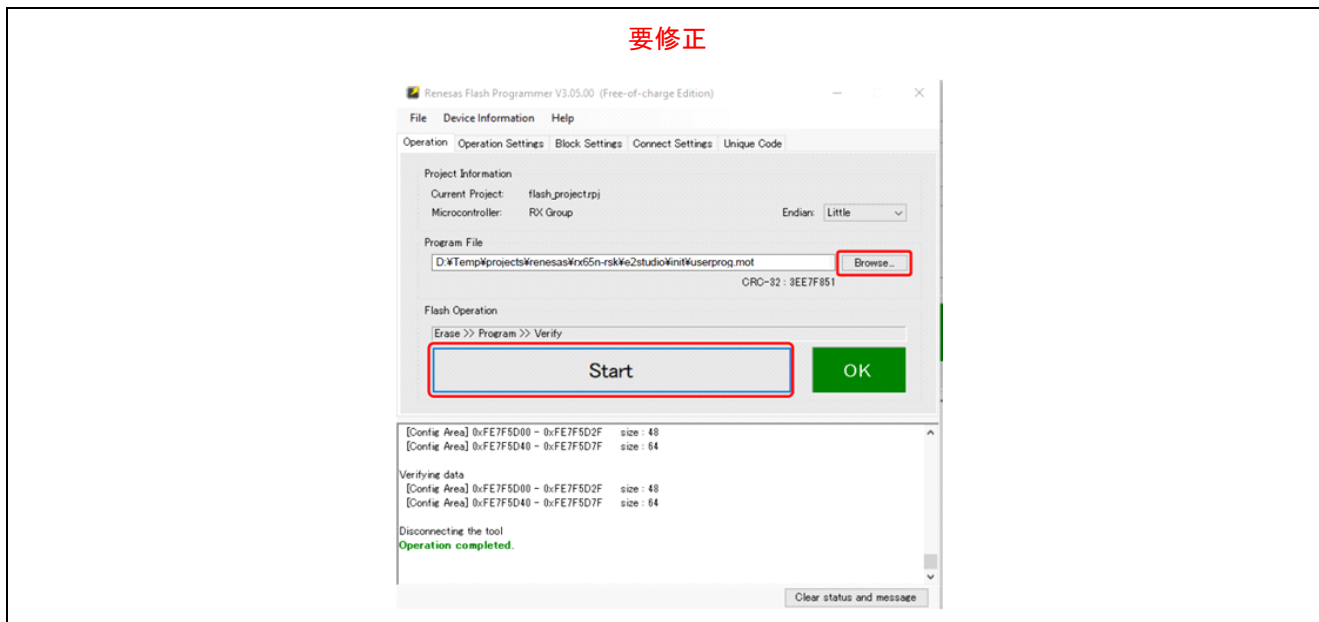 要修正
Renesas Flash Programmer V3.05.00 (Free-of-charge Edition)
File Device Information Help
Operation Operation Settings Block Settings Connect Settings Unique Code
Project Information
Current Project: flash_project.rpj
Microcontroller: RX Group Endian: Little
Program File
D:¥Temp¥projects¥renesas¥rx65n-rsk¥e2studio¥init¥userprog.mot Browse...
CRC-32 : 3EE7F851
Flash Operation
Erase >> Program >> Verify
Start OK
[Config Area] 0xFE7F5D00 - 0xFE7F5D2F size : 48
[Config Area] 0xFE7F5D40 - 0xFE7F5D7F size : 64
Verifying data
[Config Area] 0xFE7F5D00 - 0xFE7F5D2F size : 48
[Config Area] 0xFE7F5D40 - 0xFE7F5D7F size : 64
Disconnecting the tool
Operation completed.
Clear status and message